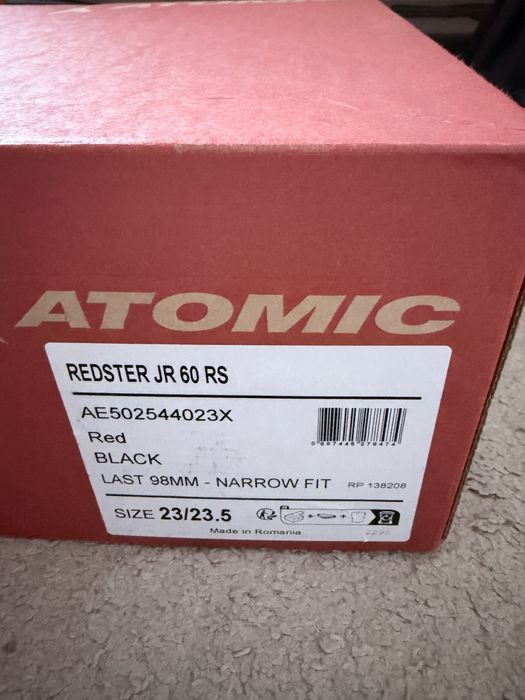 ATOMIC
REDSTER JR 60 RS
AE502544023X
Red
BLACK
LAST 98MM - NARROW FIT RP 138208
SIZE 23/23.5
Made in Romania